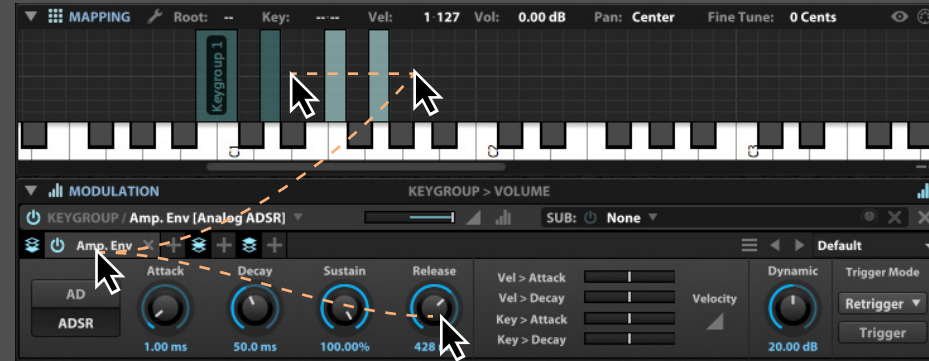 MAPPING Root: -- Key: --·-- Vel: 1·127 Vol: 0.00 dB Pan: Center Fine Tune: 0 Cents
Keygroup 1
C1 C2 C3
MODULATION KEYGROUP > VOLUME
KEYGROUP / Amp. Env [Analog ADSR] SUB: None
Amp. Env Default
Attack Decay Sustain Release Dynamic Trigger Mode
Vel > Attack
AD Vel > Decay Velocity Retrigger
ADSR Key > Attack
Key > Decay Trigger
1.00 ms 50.0 ms 100.00% 428 20.00 dB